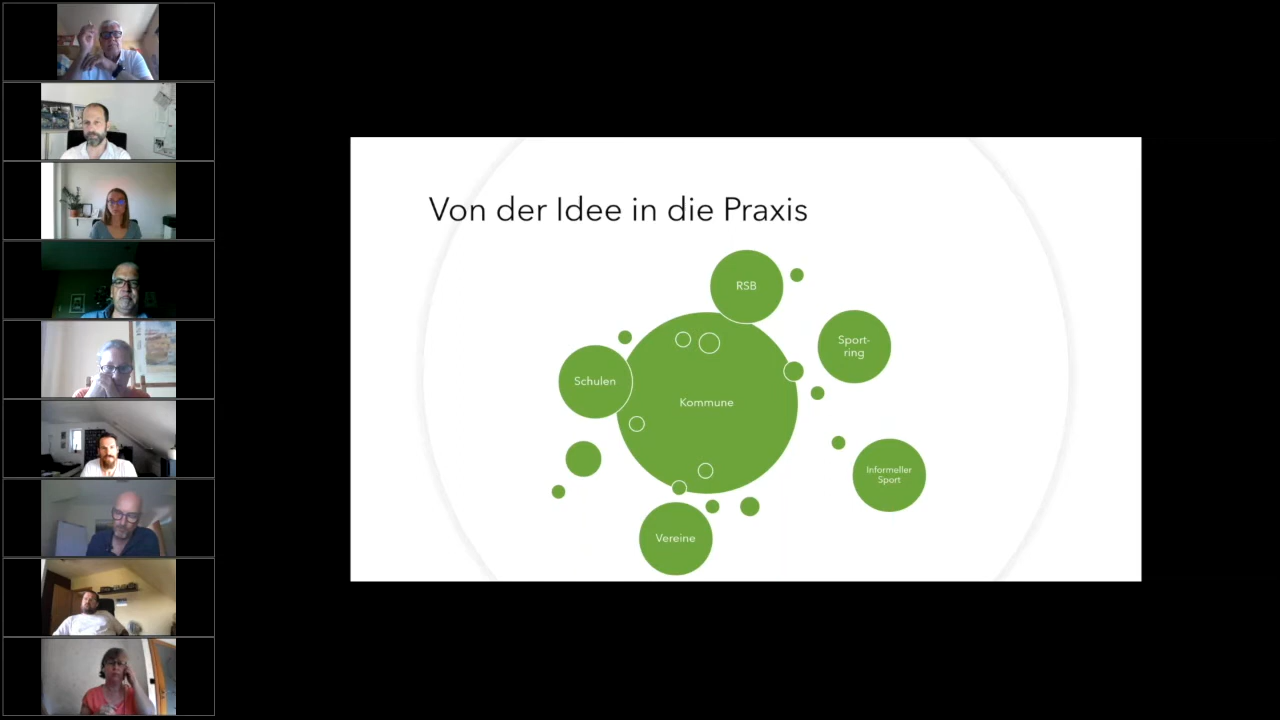 Von der Idee in die Praxis
RSB
Sport-
ring
Schulen
Kommune
Informeller
Sport
Vereine